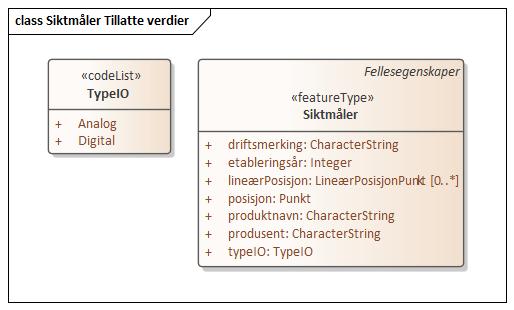 class Siktmåler Tillatte verdier
«codeList»
TypeIO
+ Analog
+ Digital
Fellesegenskaper
«featureType»
Siktmåler
+ driftsmerking: CharacterString
+ etableringsår: Integer
+ lineærPosisjon: LineærPosisjonPunkt [0..*]
+ posisjon: Punkt
+ produktnavn: CharacterString
+ produsent: CharacterString
+ typeIO: TypeIO